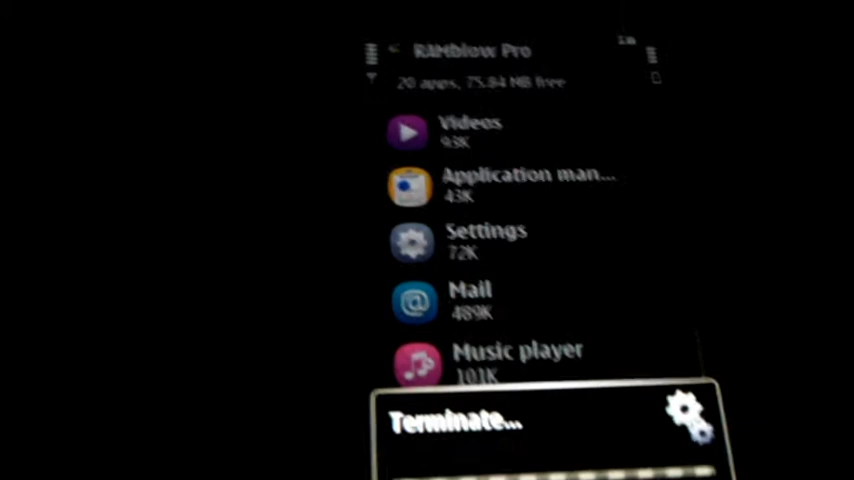 RAMblow Pro
20 apps, 75.84 MB free
Videos
93K
Application man...
43K
Settings
72K
Mail
489K
Music player
101K
Terminate...